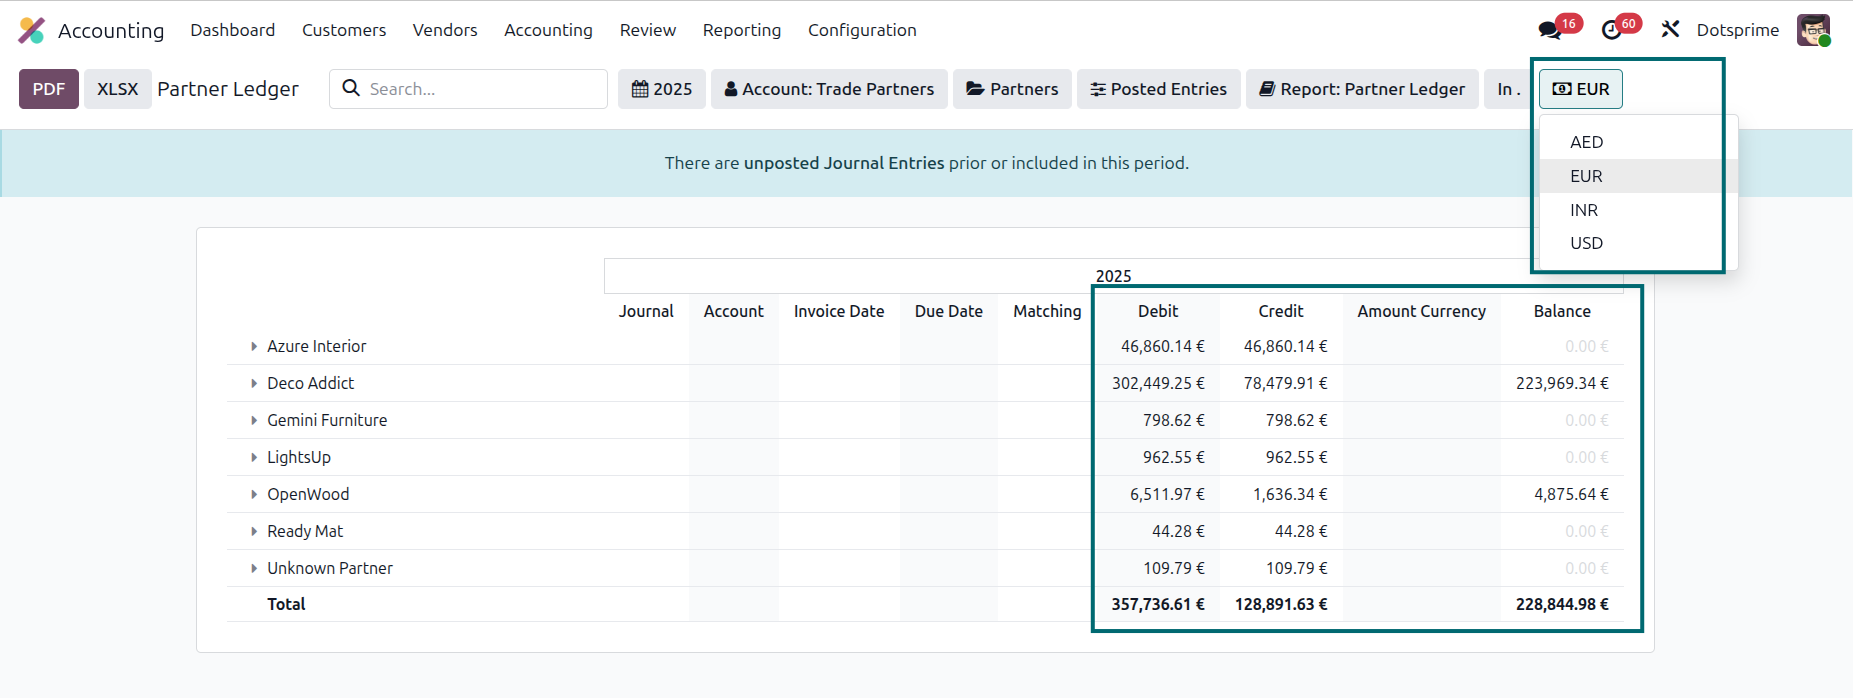 Accounting Dashboard Customers Vendors Accounting Review Reporting Configuration 16 60 Dotsprime
PDF XLSX Partner Ledger Search... 2025 Account: Trade Partners Partners Posted Entries Report: Partner Ledger In . EUR
AED
There are unposted Journal Entries prior or included in this period.
EUR
INR
USD
2025
Journal Account Invoice Date Due Date Matching Debit Credit Amount Currency Balance
Azure Interior 46,860.14 € 46,860.14 € 0.00 €
Deco Addict 302,449.25 € 78,479.91 € 223,969.34 €
Gemini Furniture 798.62 € 798.62 € 0.00 €
LightsUp 962.55 € 962.55 € 0.00 €
OpenWood 6,511.97 € 1,636.34 € 4,875.64 €
Ready Mat 44.28 € 44.28 € 0.00 €
Unknown Partner 109.79 € 109.79 € 0.00 €
Total 357,736.61 € 128,891.63 € 228,844.98 €